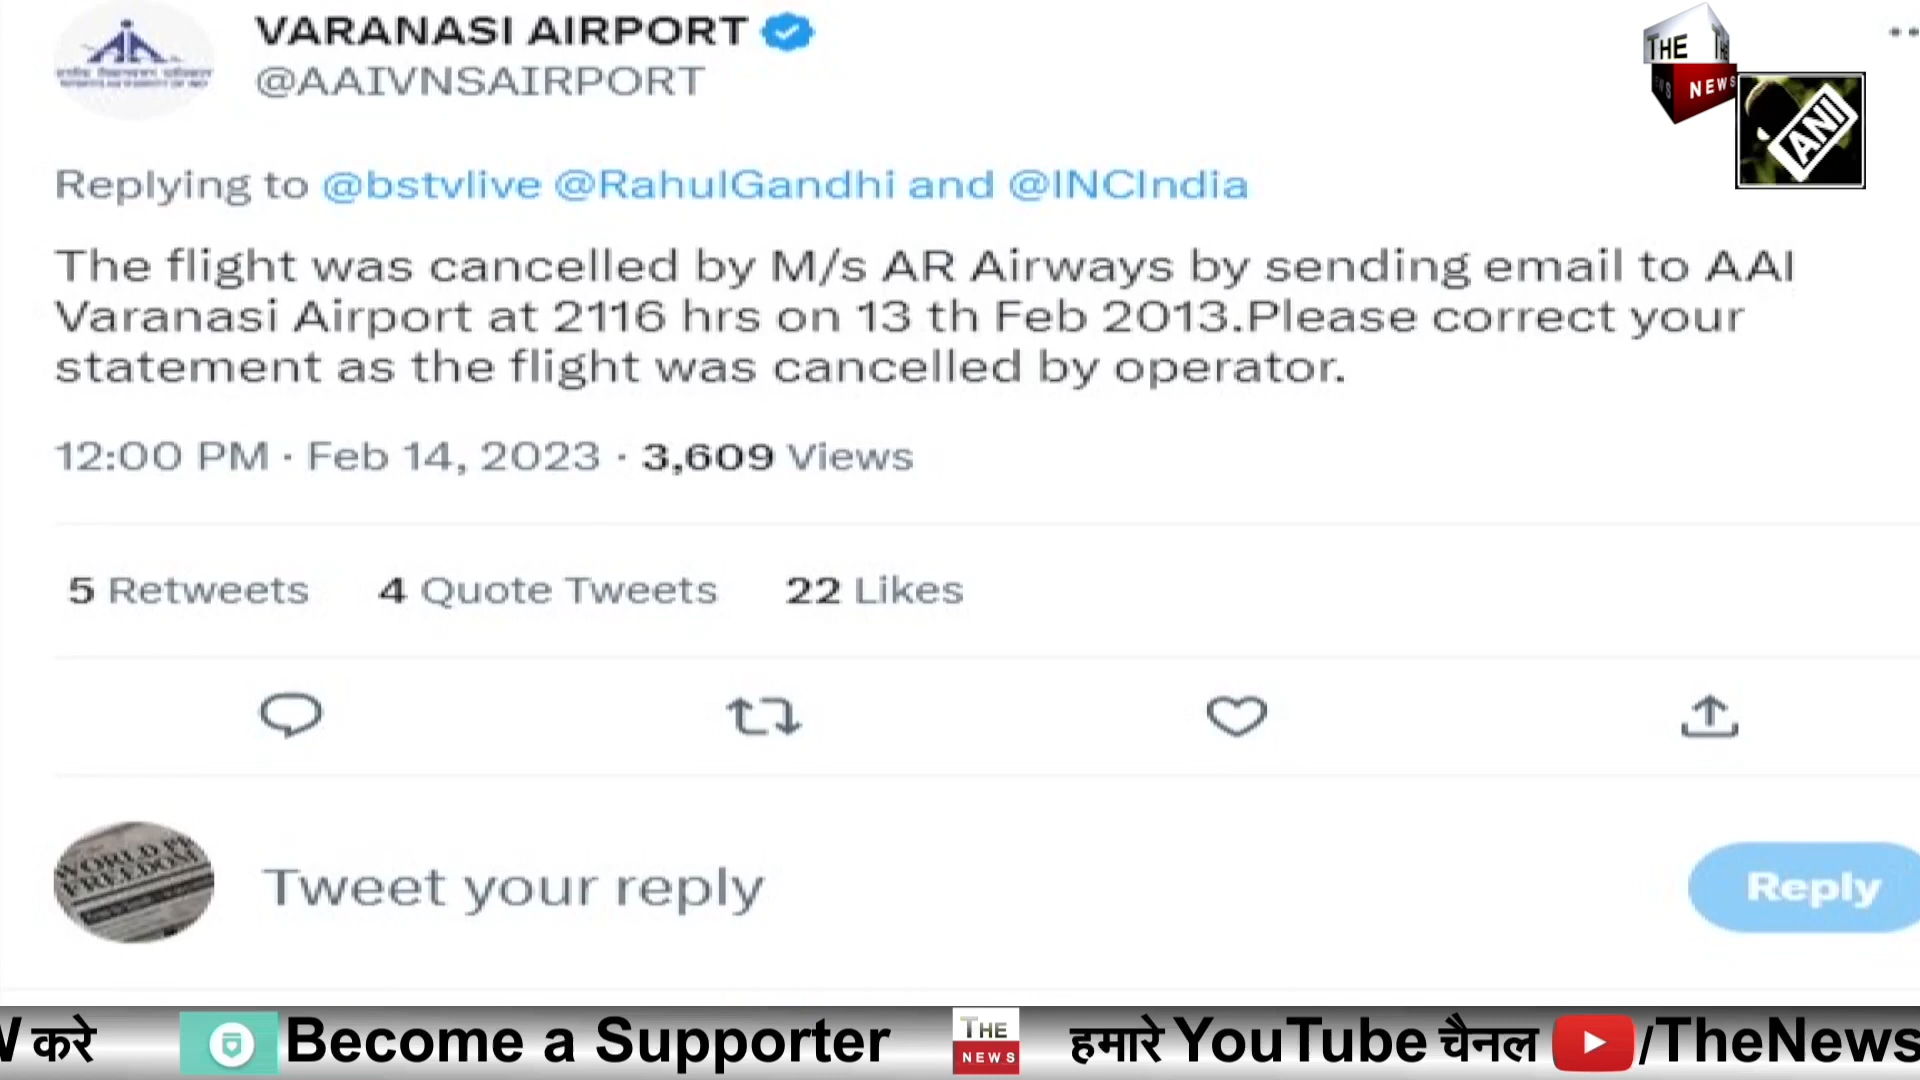 VARANASI AIRPORT
@AAIVNSAIRPORT
THE
NEWS
ANI
Replying to @bstvlive @RahulGandhi and @INCIndia
The flight was cancelled by M/s AR Airways by sending email to AAI
Varanasi Airport at 2116 hrs on 13 th Feb 2013.Please correct your
statement as the flight was cancelled by operator.
12:00 PM · Feb 14, 2023 · 3,609 Views
5 Retweets 4 Quote Tweets 22 Likes
WORLD PR
FREEDOM
Tweet your reply
Reply
करे Become a Supporter THE NEWS हमारे YouTube चैनल /TheNews